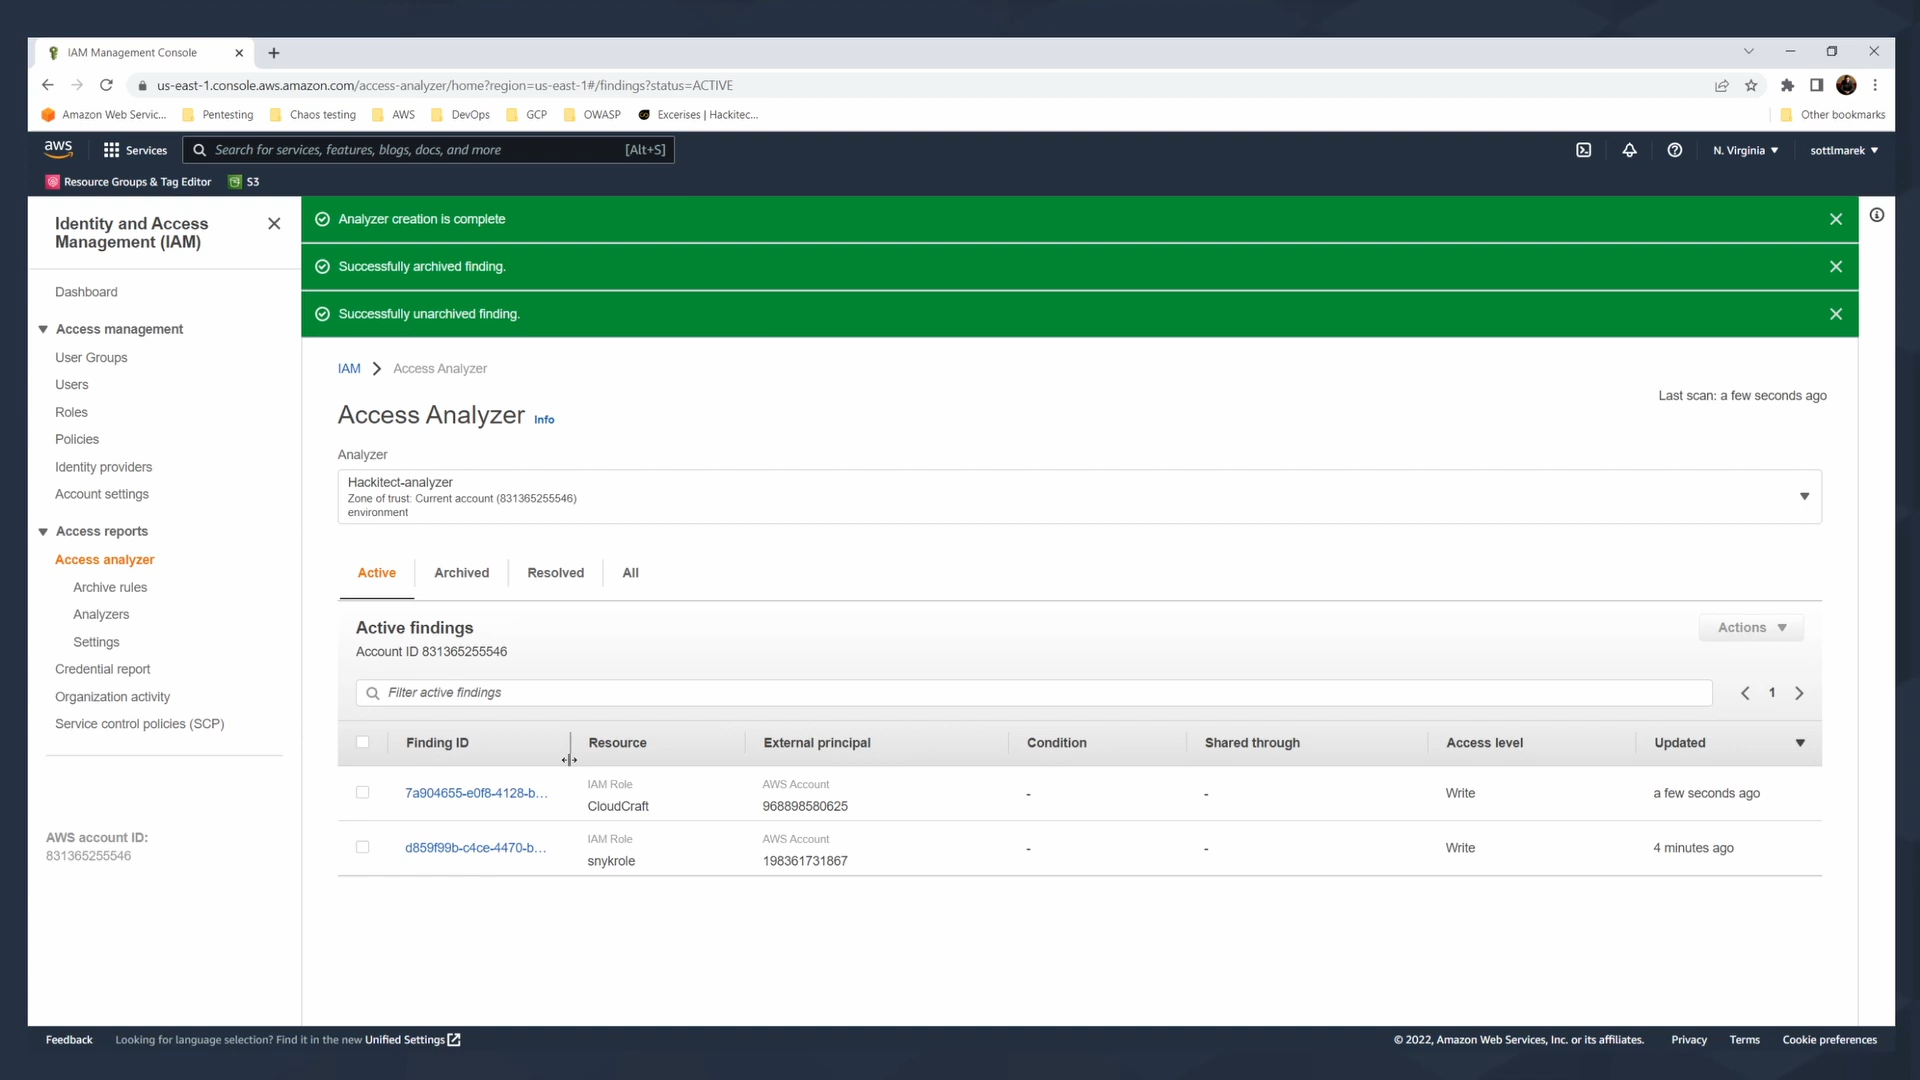 IAM Management Console
us-east-1.console.aws.amazon.com/access-analyzer/home?region=us-east-1#/findings?status=ACTIVE
Amazon Web Servic... Pentesting Chaos testing AWS DevOps GCP OWASP Excerises | Hackitec... Other bookmarks
aws Services Search for services, features, blogs, docs, and more [Alt+S] N. Virginia sottlmarek
Resource Groups & Tag Editor S3
Identity and Access
Management (IAM)
Dashboard
Access management
User Groups
Users
Roles
Policies
Identity providers
Account settings
Access reports
Access analyzer
Archive rules
Analyzers
Settings
Credential report
Organization activity
Service control policies (SCP)
AWS account ID:
831365255546
Analyzer creation is complete
Successfully archived finding.
Successfully unarchived finding.
IAM Access Analyzer
Last scan: a few seconds ago
Access Analyzer Info
Analyzer
Hackitect-analyzer
Zone of trust: Current account (831365255546)
environment
Active Archived Resolved All
Active findings
Actions
Account ID 831365255546
Filter active findings
1
Finding ID Resource External principal Condition Shared through Access level Updated
IAM Role AWS Account
7a904655-e0f8-4128-b... CloudCraft 968898580625 - - Write a few seconds ago
IAM Role AWS Account
d859f99b-c4ce-4470-b... snykrole 198361731867 - - Write 4 minutes ago
Feedback Looking for language selection? Find it in the new Unified Settings © 2022, Amazon Web Services, Inc. or its affiliates. Privacy Terms Cookie preferences